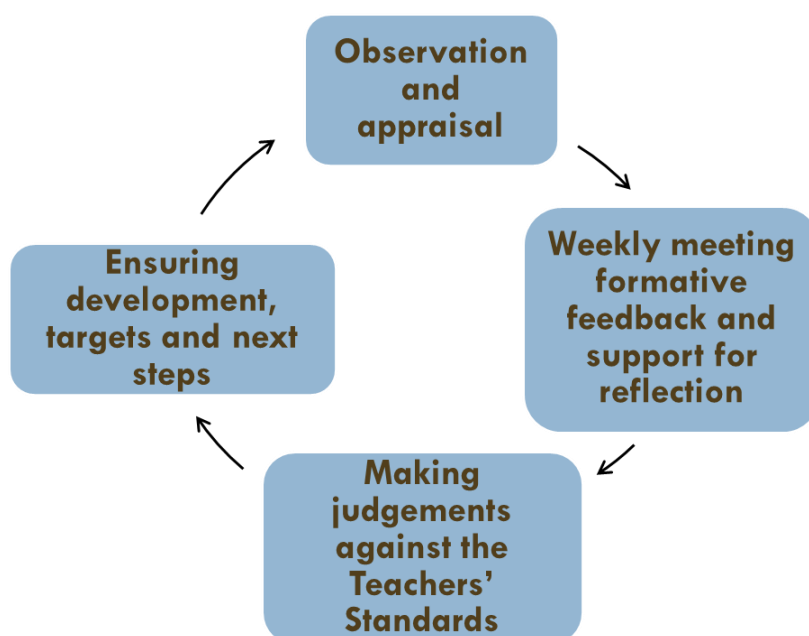 Observation
and
appraisal
Weekly meeting
formative
feedback and
support for
reflection
Making
judgements
against the
Teachers’
Standards
Ensuring
development,
targets and next
steps